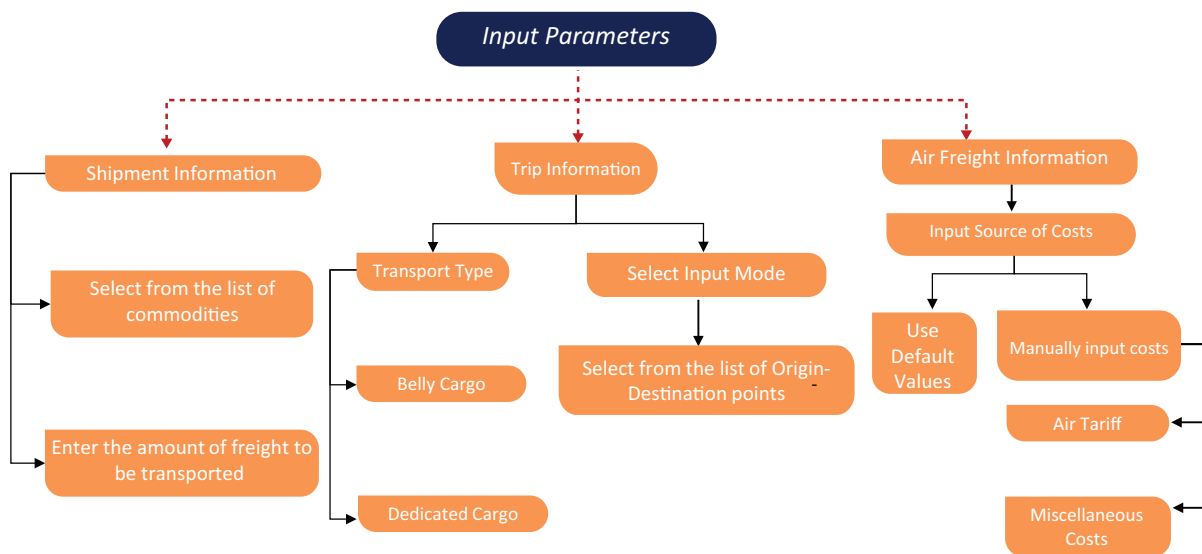 Input Parameters
Shipment Information
Trip Information
Air Freight Information
Input Source of Costs
Transport Type
Select Input Mode
Select from the list of
commodities
Use
Default
Values
Manually input costs
Belly Cargo
Select from the list of Origin-
Destination points
-
Air Tariff
Enter the amount of freight to
be transported
Dedicated Cargo
Miscellaneous
Costs